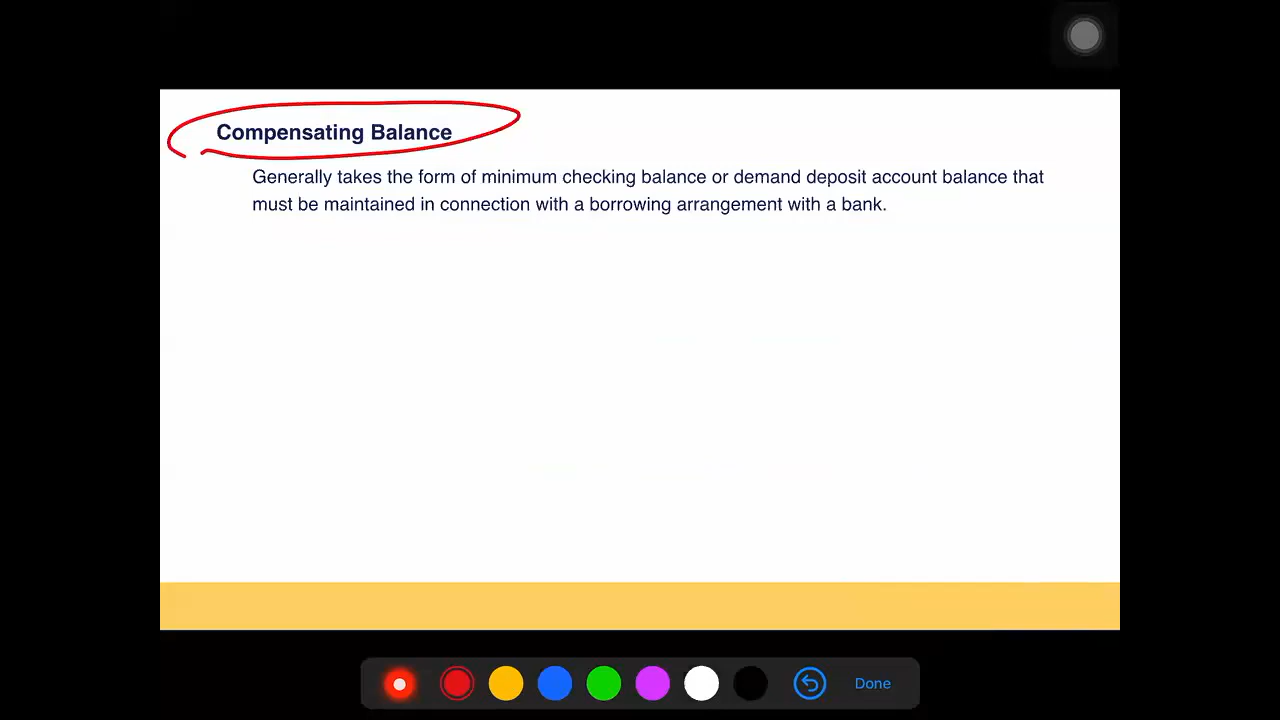 Compensating Balance
Generally takes the form of minimum checking balance or demand deposit account balance that
must be maintained in connection with a borrowing arrangement with a bank.
Done